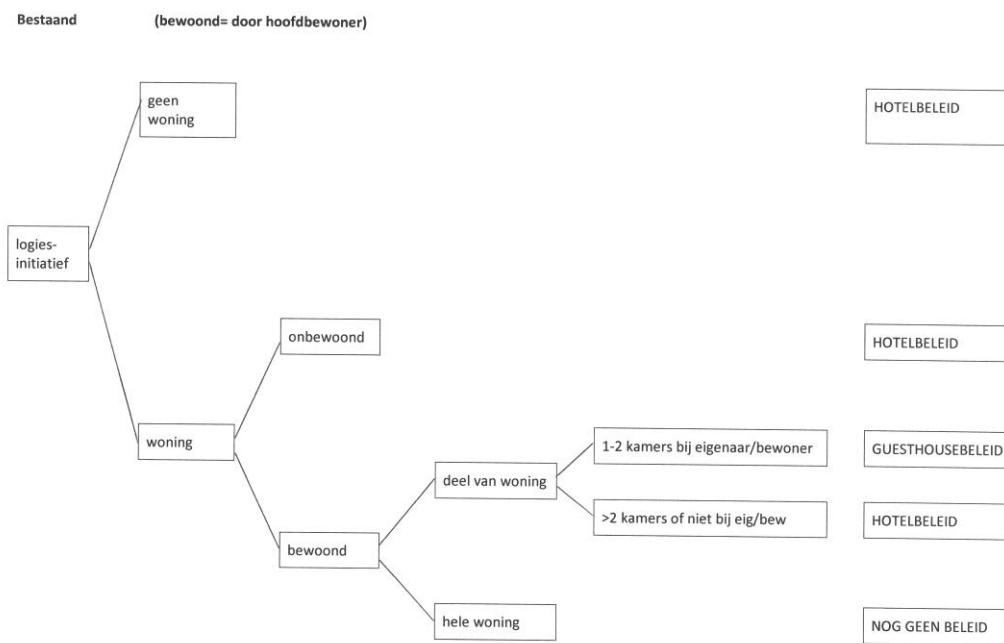 Bestaand (bewoond= door hoofdbewoner)
geen
woning
HOTELBELEID
logies-
initiatief
onbewoond
HOTELBELEID
woning
1-2 kamers bij eigenaar/bewoner
GUESTHOUSEBELEID
deel van woning
>2 kamers of niet bij eig/bew
HOTELBELEID
bewoond
hele woning
NOG GEEN BELEID